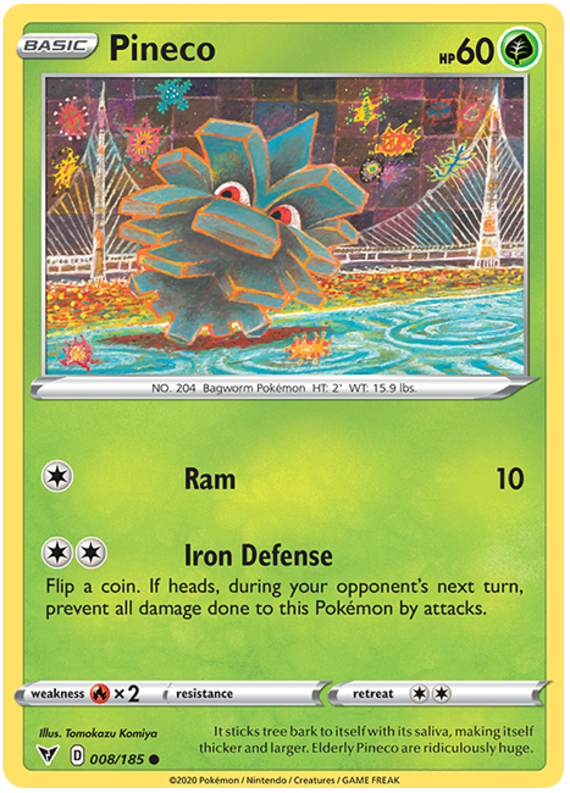 BASIC Pineco HP60
NO. 204 Bagworm Pokémon HT: 2' WT: 15.9 lbs.
Ram 10
Iron Defense
Flip a coin. If heads, during your opponent's next turn,
prevent all damage done to this Pokémon by attacks.
weakness ×2 resistance retreat
Illus. Tomokazu Komiya
D 008/185
It sticks tree bark to itself with its saliva, making itself
thicker and larger. Elderly Pineco are ridiculously huge.
©2020 Pokémon / Nintendo / Creatures / GAME FREAK